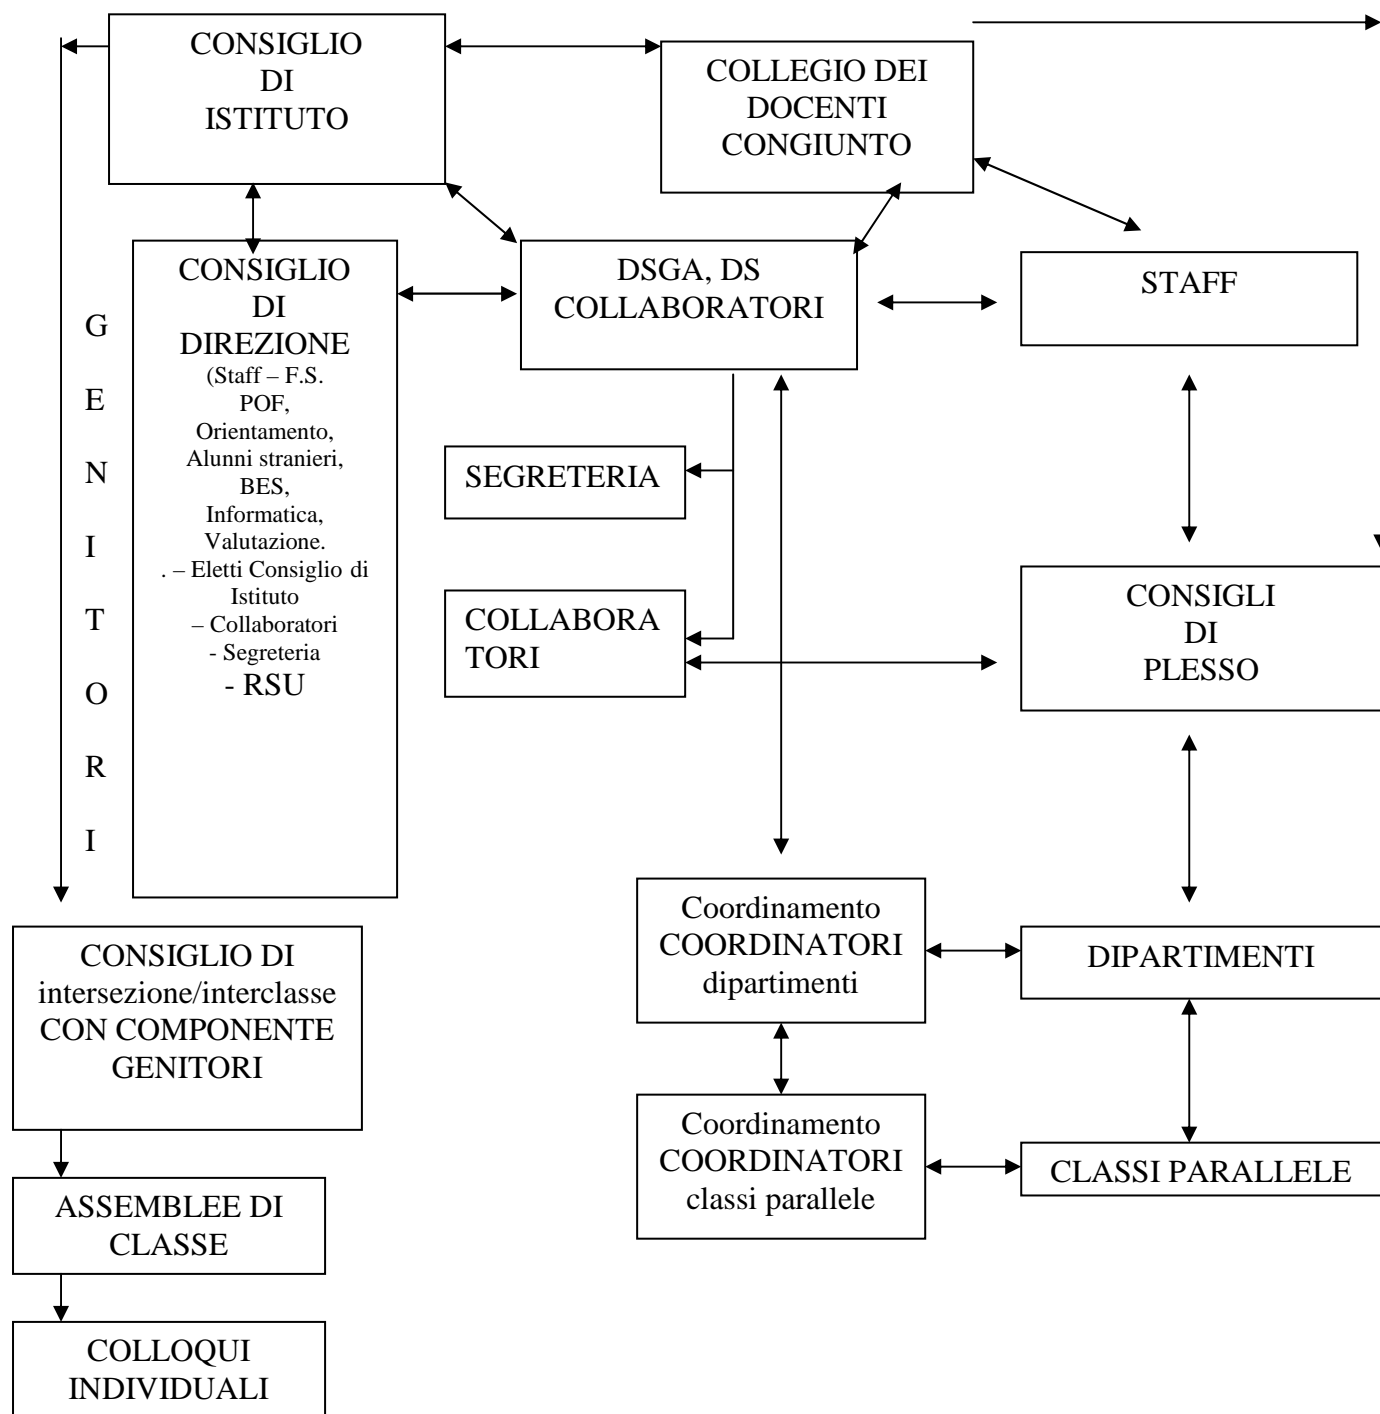 CONSIGLIO
DI
ISTITUTO
COLLEGIO DEI
DOCENTI
CONGIUNTO
CONSIGLIO
DI
DIREZIONE
(Staff – F.S.
POF,
Orientamento,
Alunni stranieri,
BES,
Informatica,
Valutazione.
. – Eletti Consiglio di
Istituto
– Collaboratori
- Segreteria
- RSU
DSGA, DS
COLLABORATORI
STAFF
G
E
N
I
T
O
R
I
SEGRETERIA
COLLABORA
TORI
CONSIGLI
DI
PLESSO
Coordinamento
COORDINATORI
dipartimenti
DIPARTIMENTI
CONSIGLIO DI
intersezione/interclasse
CON COMPONENTE
GENITORI
Coordinamento
COORDINATORI
classi parallele
CLASSI PARALLELE
ASSEMBLEE DI
CLASSE
COLLOQUI
INDIVIDUALI